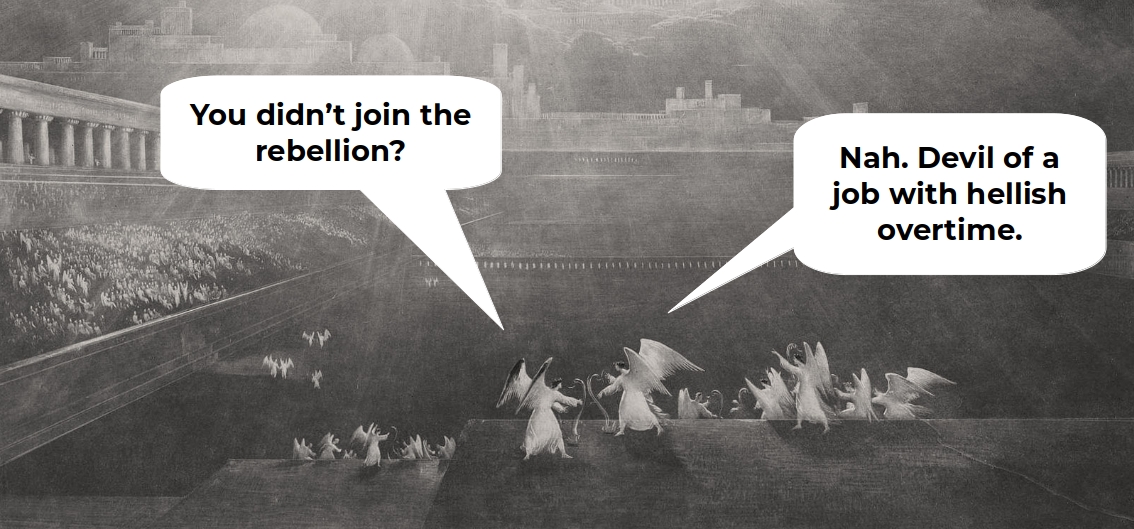 You didn’t join the
rebellion?
Nah. Devil of a
job with hellish
overtime.